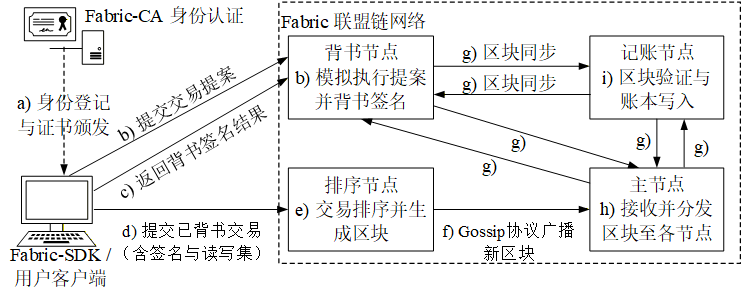 Fabric-CA 身份认证
Fabric 联盟链网络
a) 身份登记
与证书颁发
b) 提交交易提案
c) 返回背书签名结果
背书节点
b) 模拟执行提案
并背书签名
g) 区块同步
g) 区块同步
记账节点
i) 区块验证与
账本写入
g)
g)
g)
g)
Fabric-SDK /
用户客户端
d) 提交已背书交易
（含签名与读写集）
排序节点
e) 交易排序并生
成区块
f) Gossip协议广播
新区块
主节点
h) 接收并分发
区块至各节点